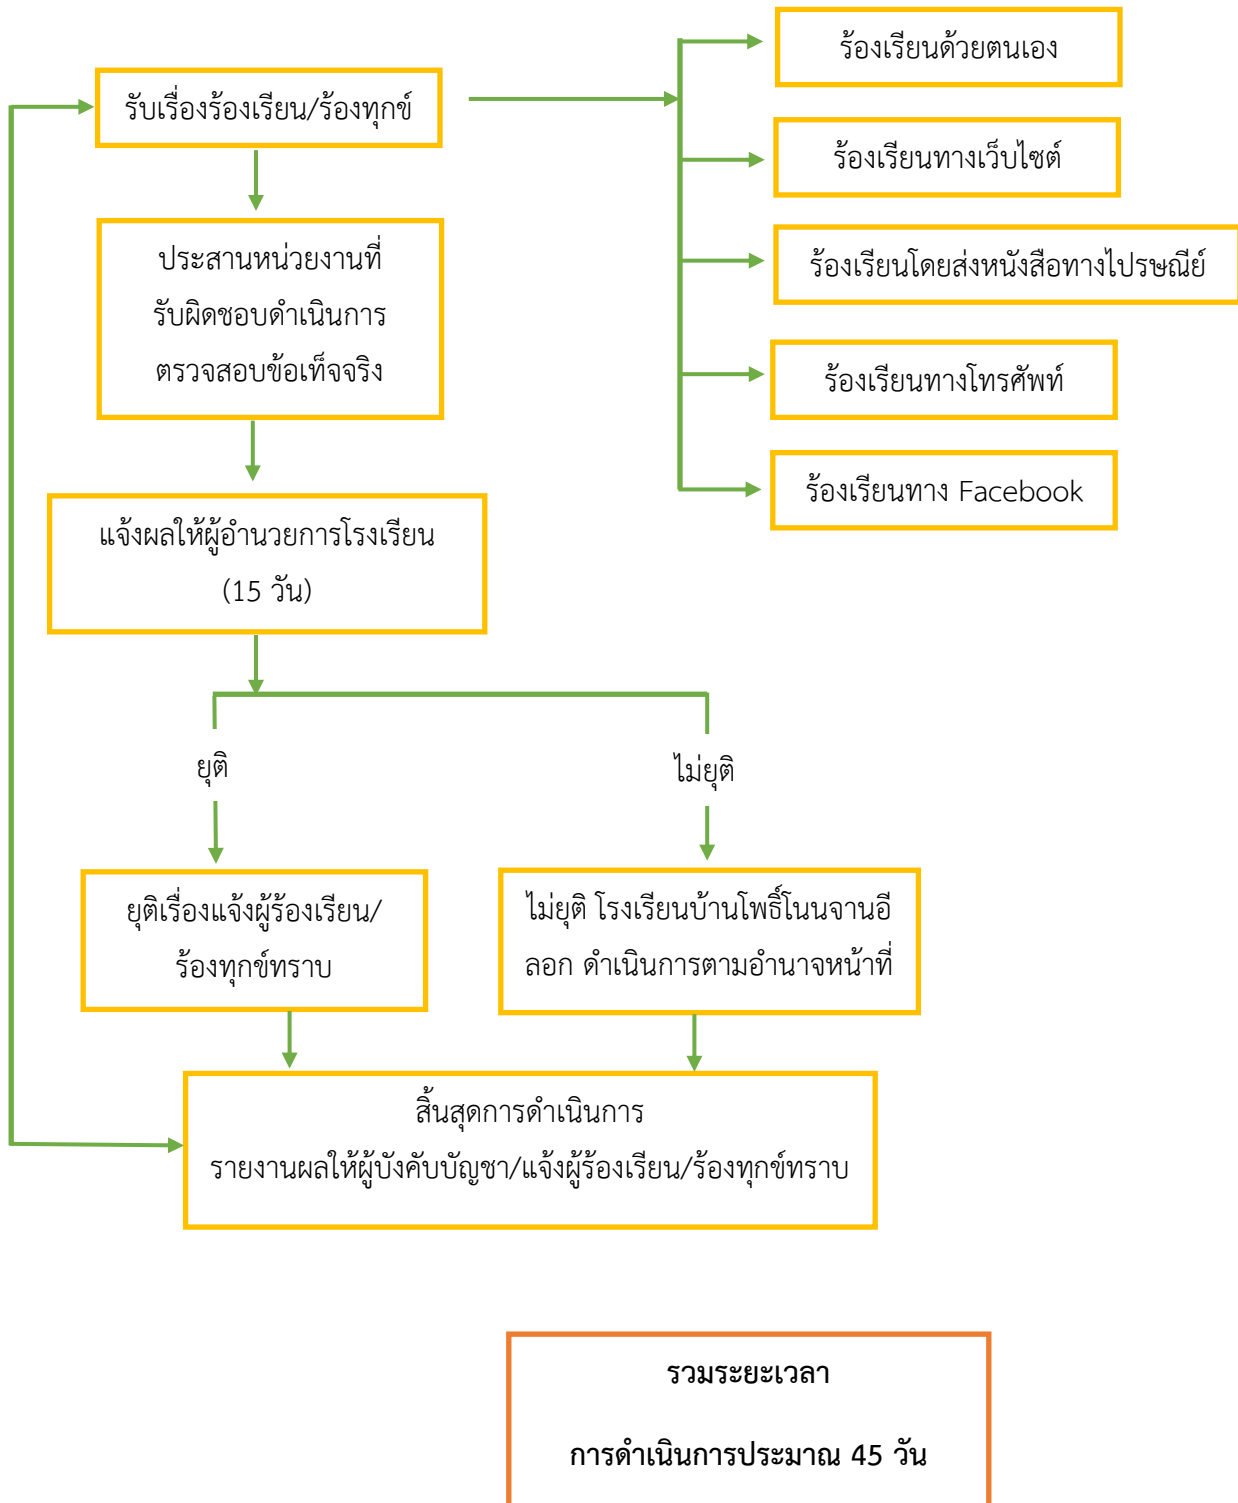 รับเรื่องร้องเรียน/ร้องทุกข์
ร้องเรียนด้วยตนเอง
ร้องเรียนทางเว็บไซต์
ร้องเรียนโดยส่งหนังสือทางไปรษณีย์
ร้องเรียนทางโทรศัพท์
ร้องเรียนทาง Facebook
ประสานหน่วยงานที่
รับผิดชอบดำเนินการ
ตรวจสอบข้อเท็จจริง
แจ้งผลให้ผู้อำนวยการโรงเรียน
(15 วัน)
ยุติ
ไม่ยุติ
ยุติเรื่องแจ้งผู้ร้องเรียน/
ร้องทุกข์ทราบ
ไม่ยุติ โรงเรียนบ้านโพธิ์โนนจานอี
ลอก ดำเนินการตามอำนาจหน้าที่
สิ้นสุดการดำเนินการ
รายงานผลให้ผู้บังคับบัญชา/แจ้งผู้ร้องเรียน/ร้องทุกข์ทราบ
รวมระยะเวลา
การดำเนินการประมาณ 45 วัน